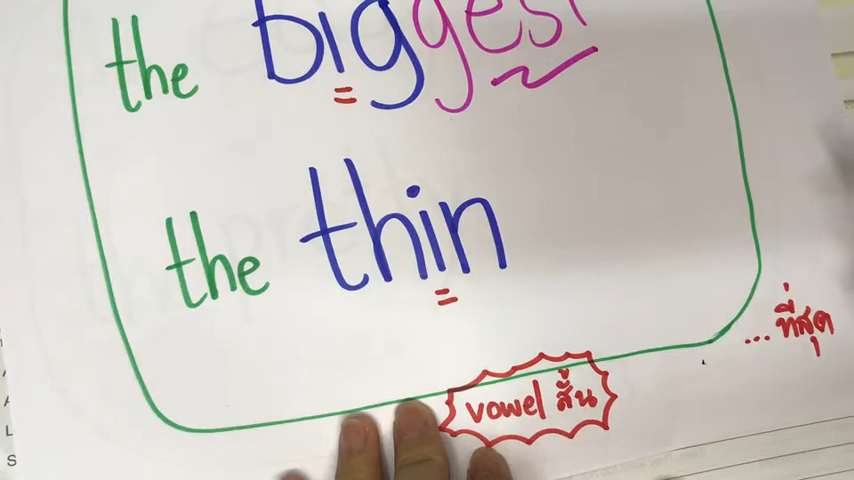 the biggest
the thin
...ที่สุด
vowel สั้น